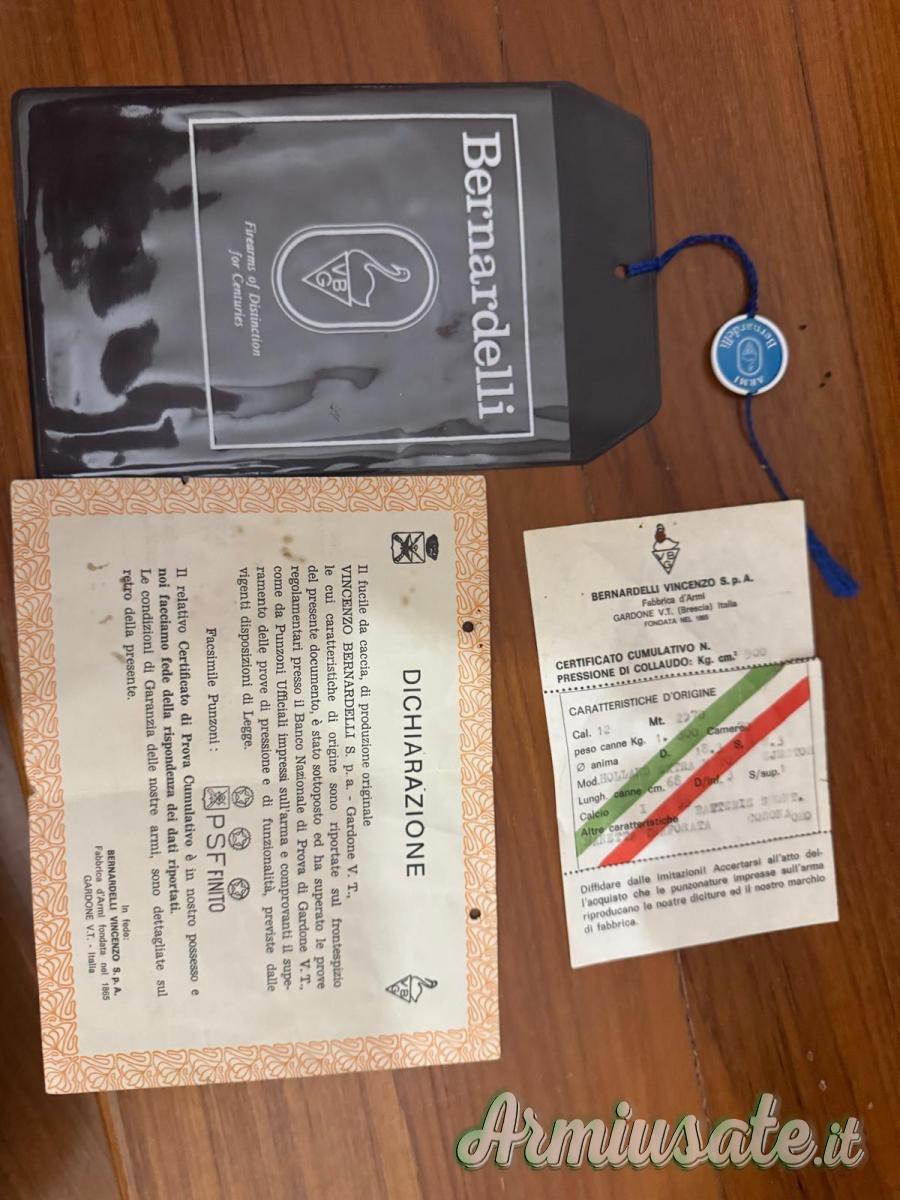 Bernardelli
VBG
Firearms of Distinction
for Centuries
Bernardelli
ARMI
DICHIARAZIONE
VBG
Il fucile da caccia, di produzione originale
VINCENZO BERNARDELLI S. p. a. - Gardone V. T.,
le cui caratteristiche di origine sono riportate sul frontespizio
del presente documento, è stato sottoposto ed ha superato le prove
regolamentari presso il Banco Nazionale di Prova di Gardone V. T.,
come da Punzoni Ufficiali impressi sull'arma e comprovanti il supe-
ramento delle prove di pressione e di funzionalità, previste dalle
vigenti disposizioni di Legge.
Facsimile Punzoni:
PSF FINITO
Il relativo Certificato di Prova Cumulativo è in nostro possesso e
noi facciamo fede della rispondenza dei dati riportati.
Le condizioni di Garanzia delle nostre armi, sono dettagliate sul
retro della presente.
In fede:
BERNARDELLI VINCENZO S. p. A.
Fabbrica d'Armi fondata nel 1865
GARDONE V.T. - Italia
VBG
BERNARDELLI VINCENZO S. p. A.
Fabbrica d'Armi
GARDONE V.T. (Brescia) Italia
FONDATA NEL 1865
CERTIFICATO CUMULATIVO N.
PRESSIONE DI COLLAUDO: Kg. cm.² 900
CARATTERISTICHE D'ORIGINE
Cal. 12 Mt.
peso canne Kg. 1. Camere
Ø anima D. S.
Mod. HOLLAND
Lungh. canne cm. 68 D/inf. S/sup.
Calcio
Altre caratteristiche
CORONA
Diffidare dalle imitazioni! Accertarsi all'atto del-
l'acquisto che le punzonature impresse sull'arma
riproducano le nostre diciture ed il nostro marchio
di fabbrica.
Armiusate.it